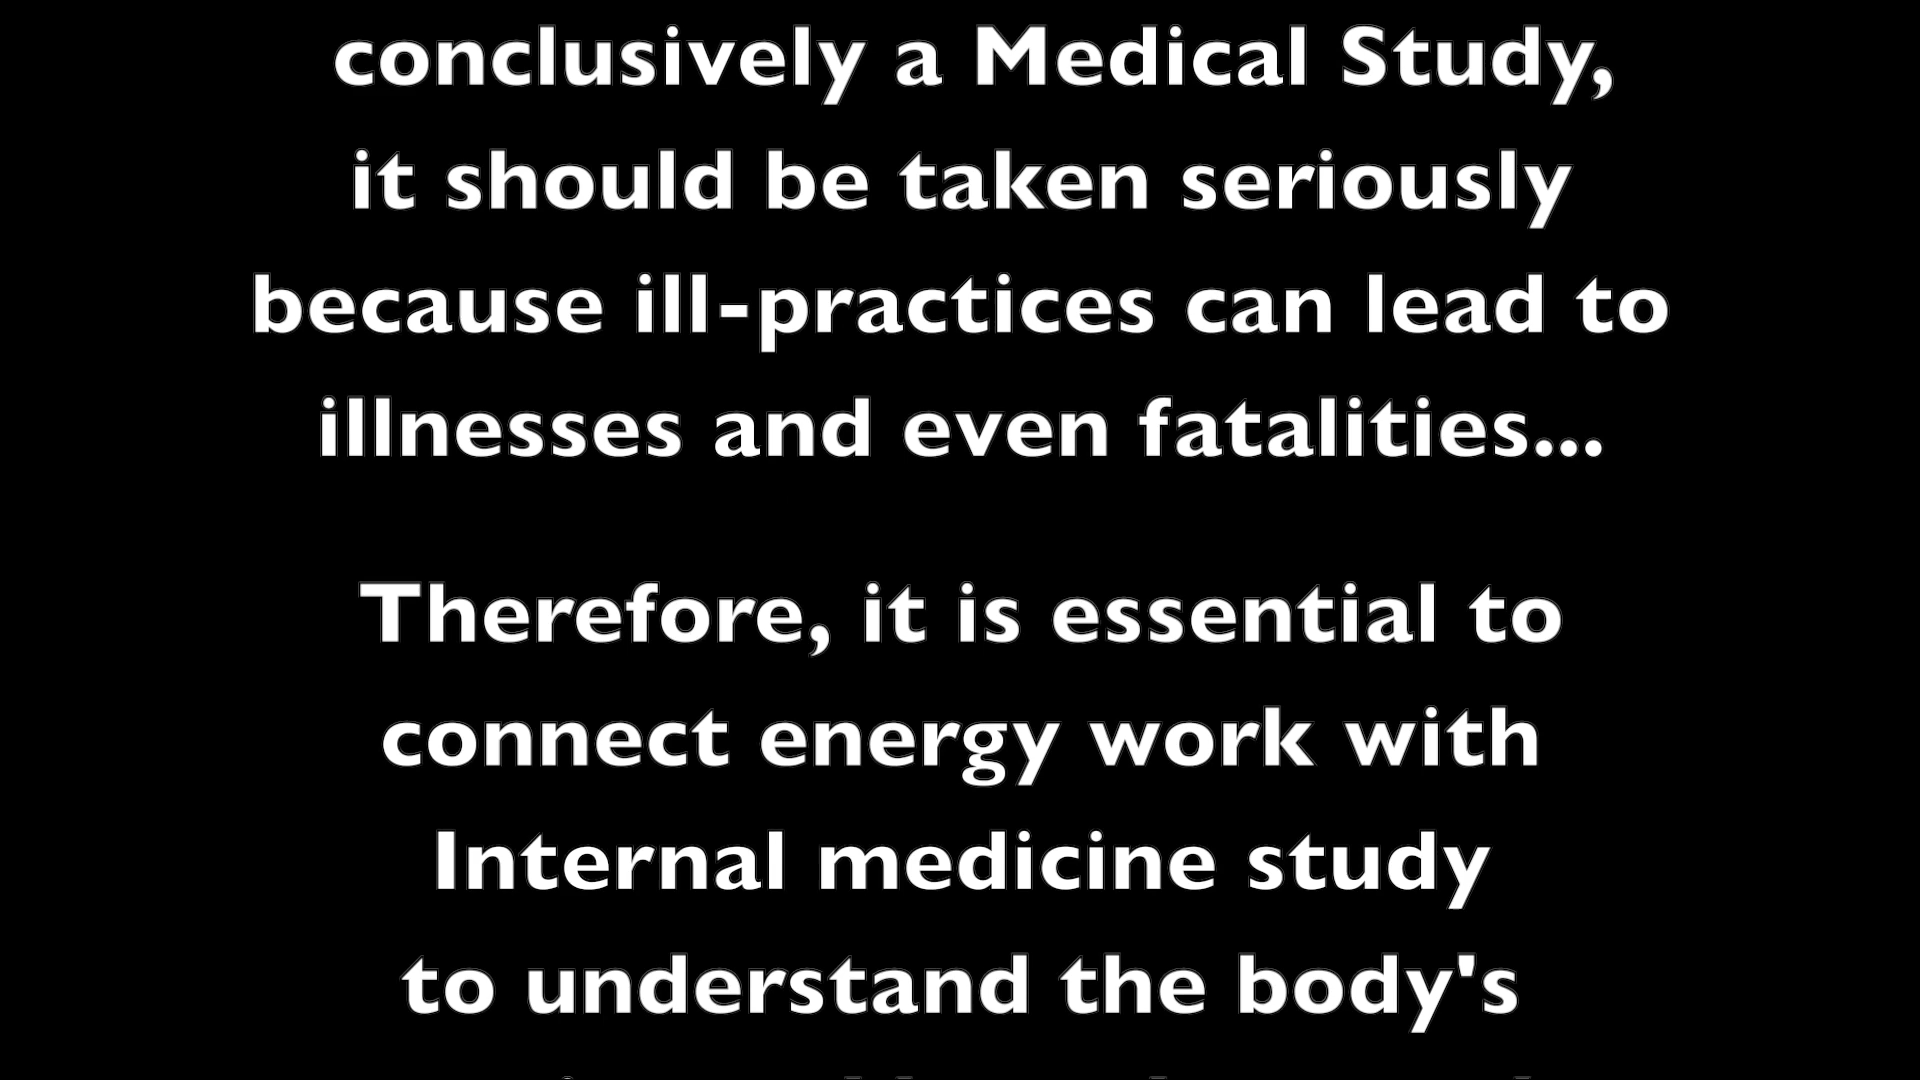 conclusively a Medical Study,
it should be taken seriously
because ill-practices can lead to
illnesses and even fatalities...
Therefore, it is essential to
connect energy work with
Internal medicine study
to understand the body's